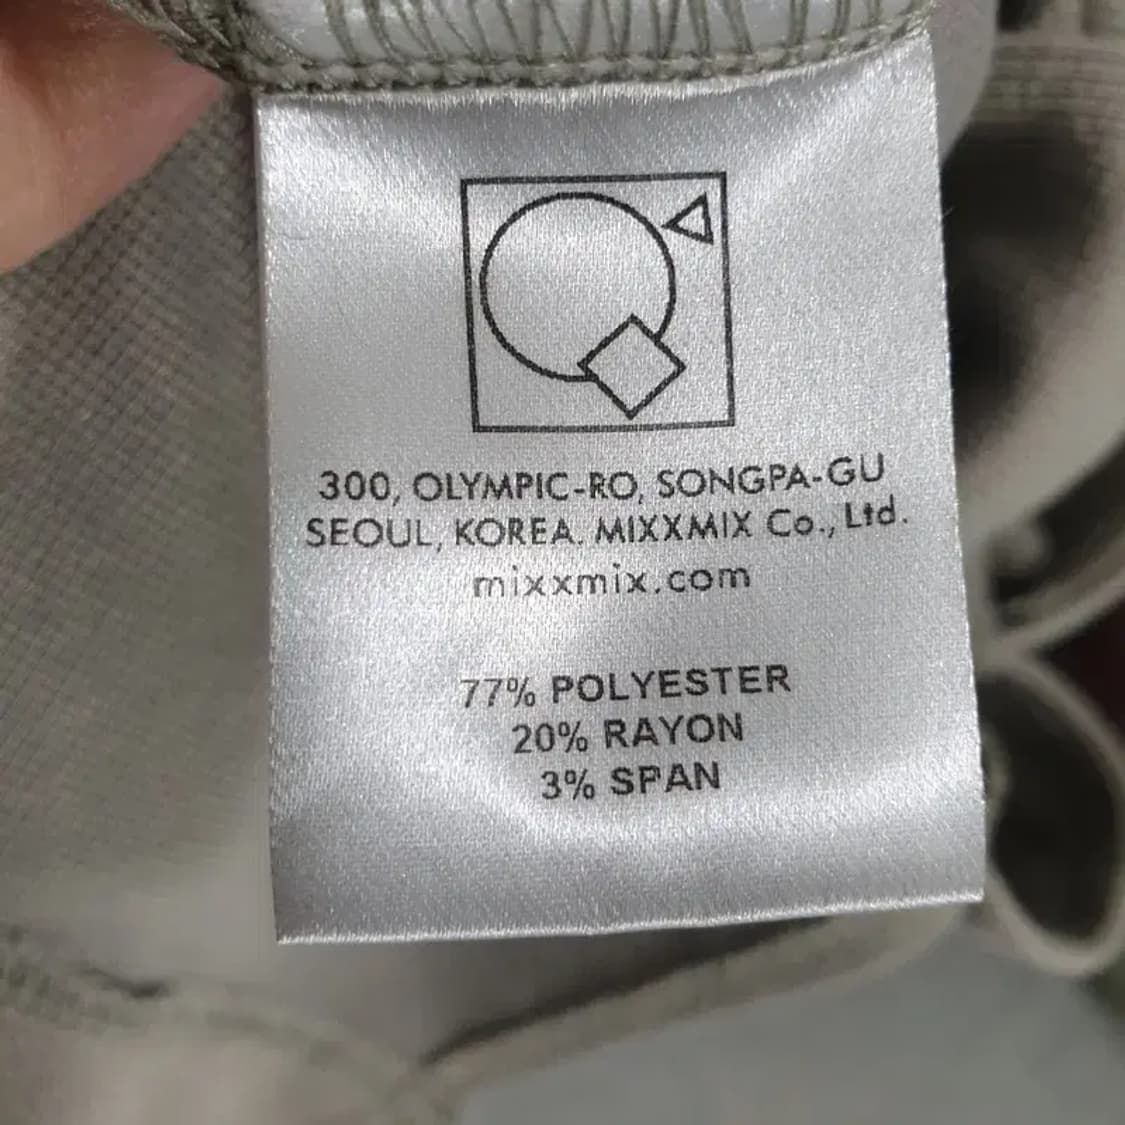 300, OLYMPIC-RO, SONGPA-GU
SEOUL, KOREA. MIXXMIX Co., Ltd.
mixxmix.com
77% POLYESTER
20% RAYON
3% SPAN